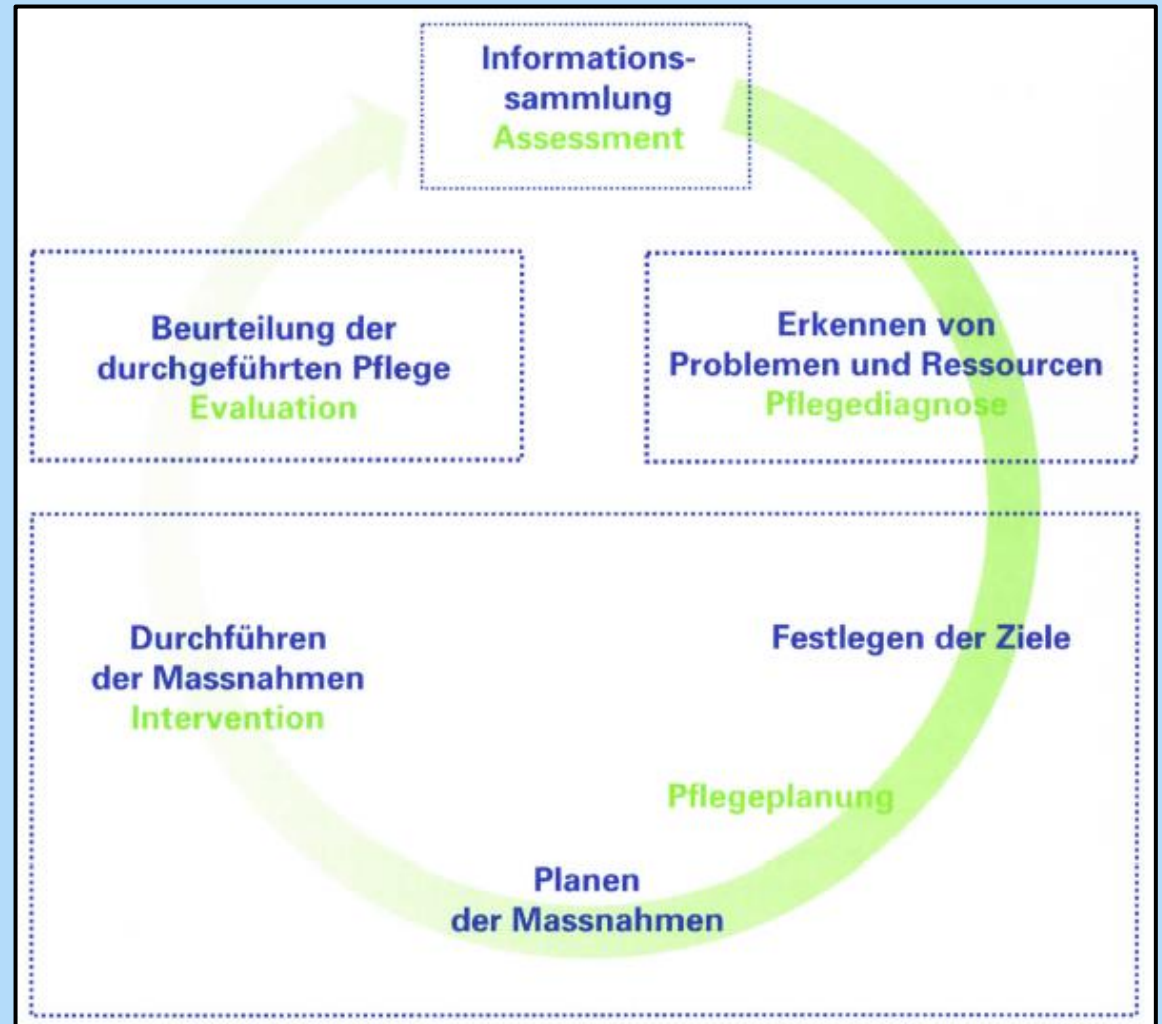 Informations-
sammlung
Assessment
Beurteilung der
durchgeführten Pflege
Evaluation
Erkennen von
Problemen und Ressourcen
Pflegediagnose
Durchführen
der Massnahmen
Intervention
Festlegen der Ziele
Pflegeplanung
Planen
der Massnahmen